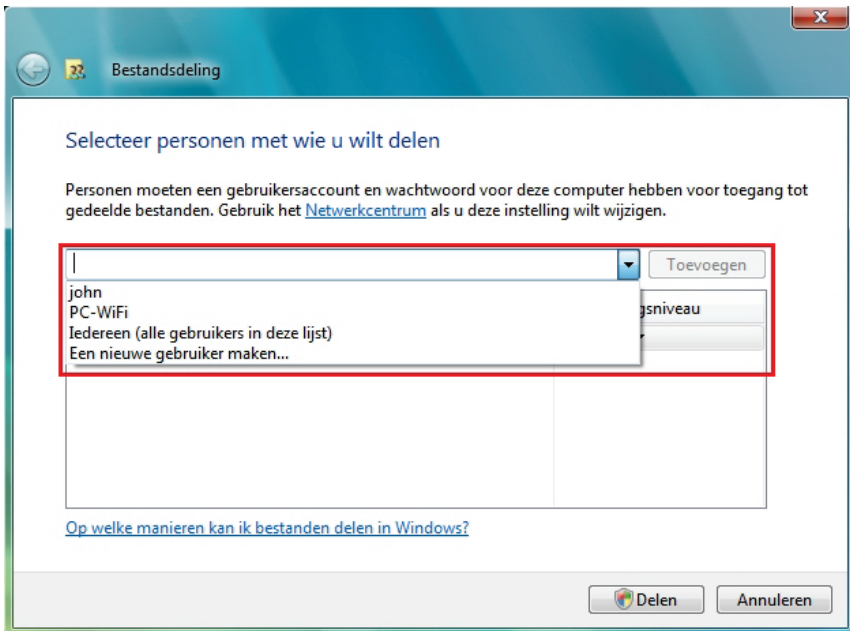 Bestandsdeling
Selecteer personen met wie u wilt delen
Personen moeten een gebruikersaccount en wachtwoord voor deze computer hebben voor toegang tot
gedeelde bestanden. Gebruik het Netwerkcentrum als u deze instelling wilt wijzigen.
Toevoegen
john
PC-WiFi
Iedereen (alle gebruikers in deze lijst)
Een nieuwe gebruiker maken...
Op welke manieren kan ik bestanden delen in Windows?
Delen
Annuleren